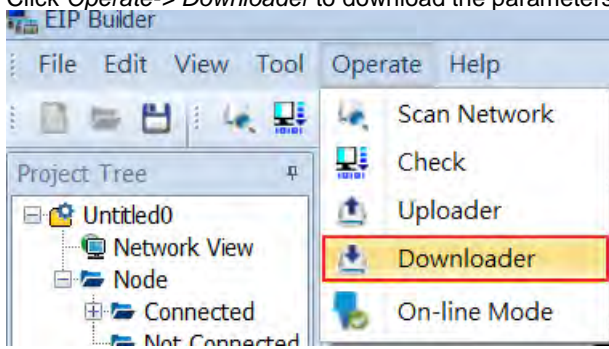 Click Operate-> Downloader to download the parameters
EIP Builder
File Edit View Tool Operate Help
Scan Network
Project Tree
Check
Untitled0
Uploader
Network View
Downloader
Node
Connected
On-line Mode
Not Connected